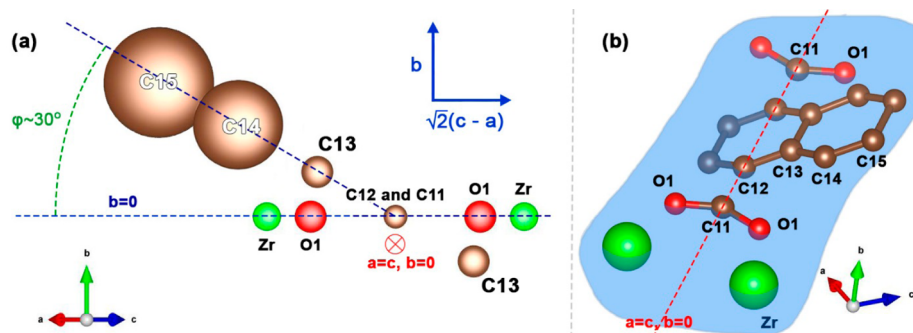 (a)
C15
C14
b
√2(c - a)
φ~30°
C13
C12 and C11
O1
Zr
b=0
Zr
O1
a=c, b=0
C13
b
a
c
(b)
C11
O1
C15
C12
C13
C14
O1
C11
O1
Zr
a=c, b=0
a
b
c